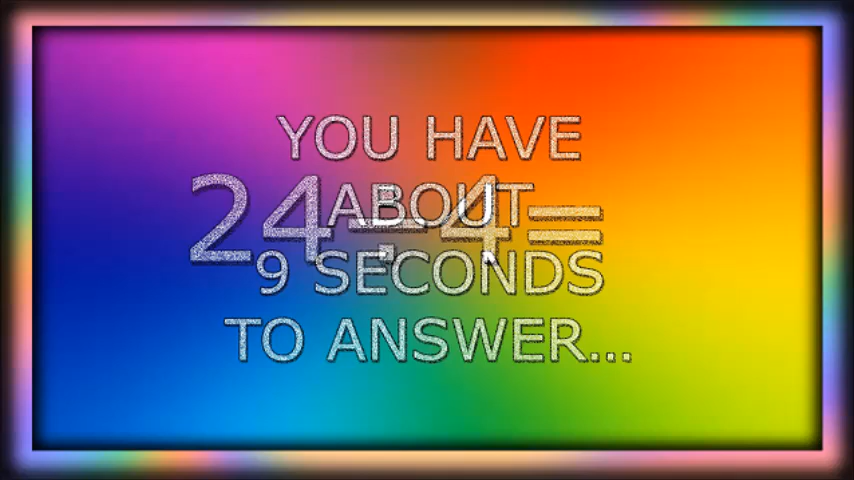 YOU HAVE
ABOUT
24÷4=
9 SECONDS
TO ANSWER...